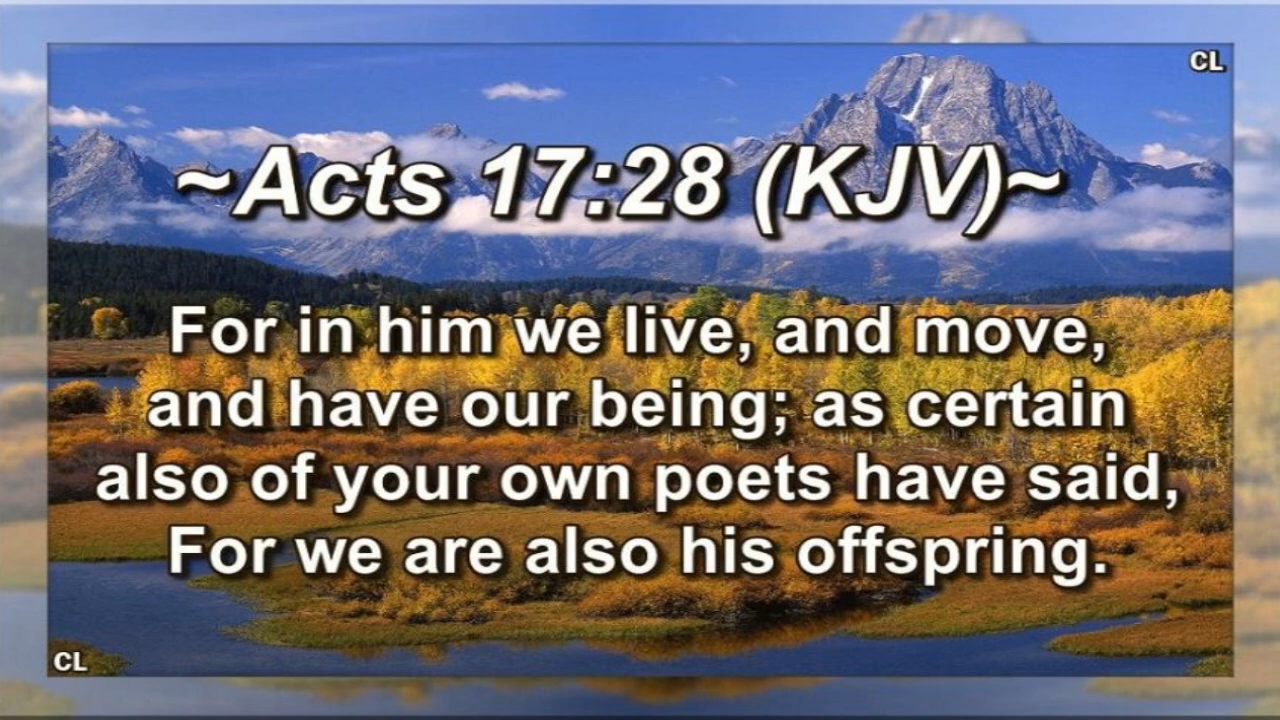 CL
~Acts 17:28 (KJV)~
For in him we live, and move,
and have our being; as certain
also of your own poets have said,
For we are also his offspring.
CL